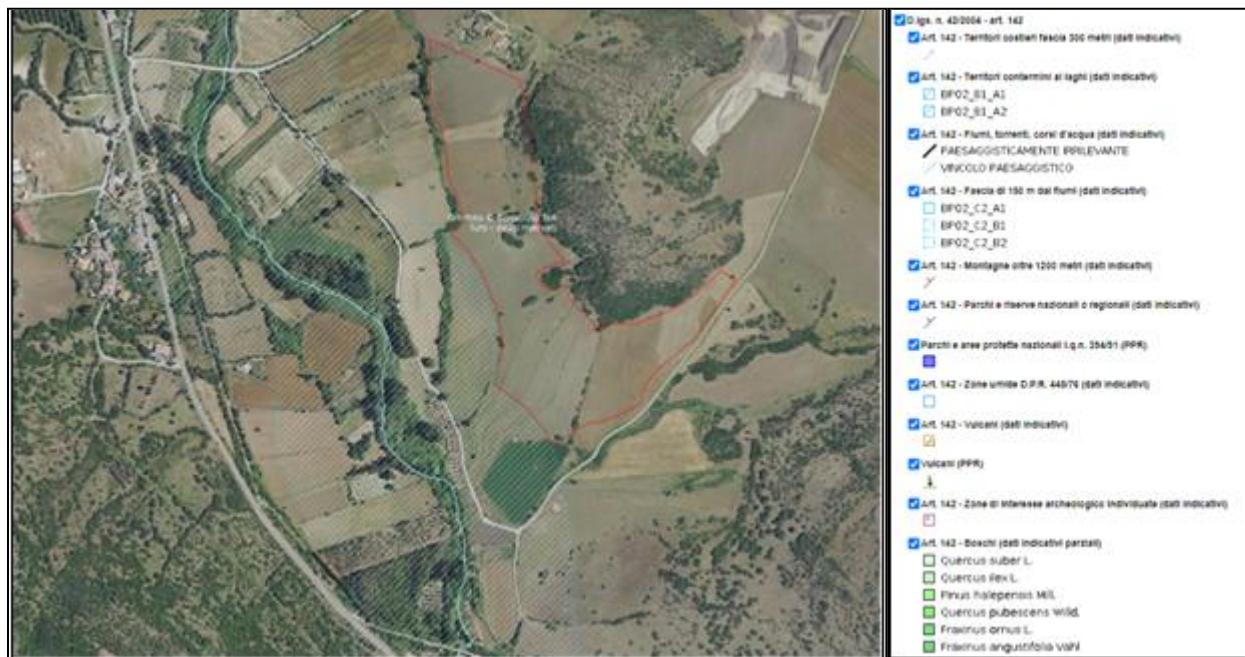 D.lgs. n. 42/2004 - art. 142
Art. 142 - Territori costieri fascia 300 metri (dati indicativi)
Art. 142 - Territori contermini ai laghi (dati indicativi)
BP02_B1_A1
BP02_B1_A2
Art. 142 - Fiumi, torrenti, corsi d'acqua (dati indicativi)
PAESAGGISTICAMENTE IRRILEVANTE
VINCOLO PAESAGGISTICO
Art. 142 - Fascia di 150 m dai fiumi (dati indicativi)
BP02_C2_A1
BP02_C2_B1
BP02_C2_B2
Art. 142 - Montagne oltre 1200 metri (dati indicativi)
Art. 142 - Parchi e riserve nazionali o regionali (dati indicativi)
Parchi e aree protette nazionali l.q.n. 394/91 (PPR)
Art. 142 - Zone umide D.P.R. 448/76 (dati indicativi)
Art. 142 - Vulcani (dati indicativi)
Vulcani (PPR)
Art. 142 - Zone di interesse archeologico individuate (dati indicativi)
Art. 142 - Boschi (dati indicativi parziali)
Quercus suber L.
Quercus ilex L.
Pinus halepensis Mill.
Quercus pubescens Willd.
Fraxinus ornus L.
Fraxinus angustifolia Vahl